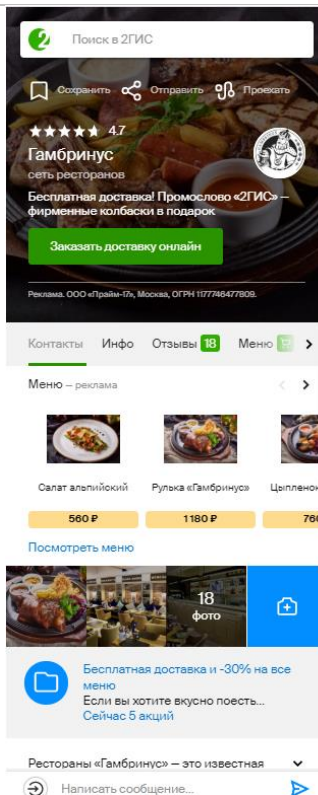 Поиск в 2ГИС
Сохранить Отправить Проехать
4.7
Гамбринус
сеть ресторанов
Бесплатная доставка! Промослово «2ГИС» –
фирменные колбаски в подарок
Заказать доставку онлайн
Реклама. ООО «Прайм-17», Москва, ОГРН 1177746477809.
Контакты Инфо Отзывы 18 Меню
Меню – реклама
Салат альпийский Рулька «Гамбринус» Цыпленок
560 ₽ 1180 ₽ 760
Посмотреть меню
18
фото
Бесплатная доставка и -30% на все
меню
Если вы хотите вкусно поесть...
Сейчас 5 акций
Рестораны «Гамбринус» — это известная
Написать сообщение...